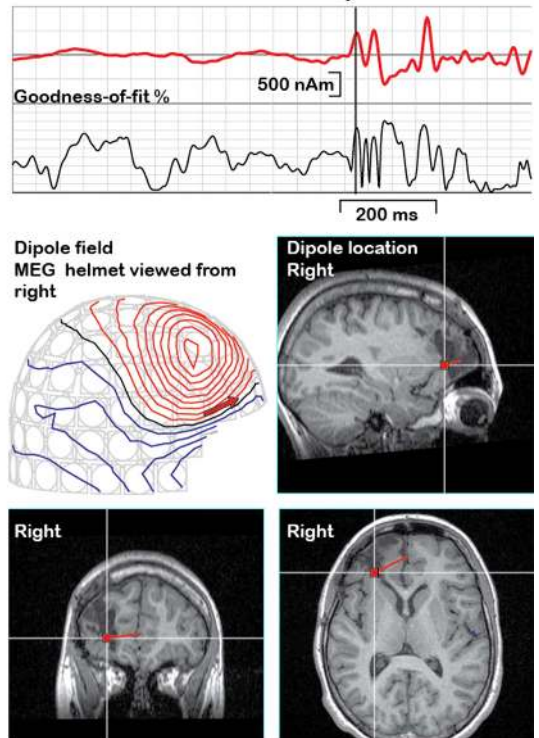 500 nAm
Goodness-of-fit %
200 ms
Dipole field
MEG helmet viewed from
right
Dipole location
Right
Right
Right